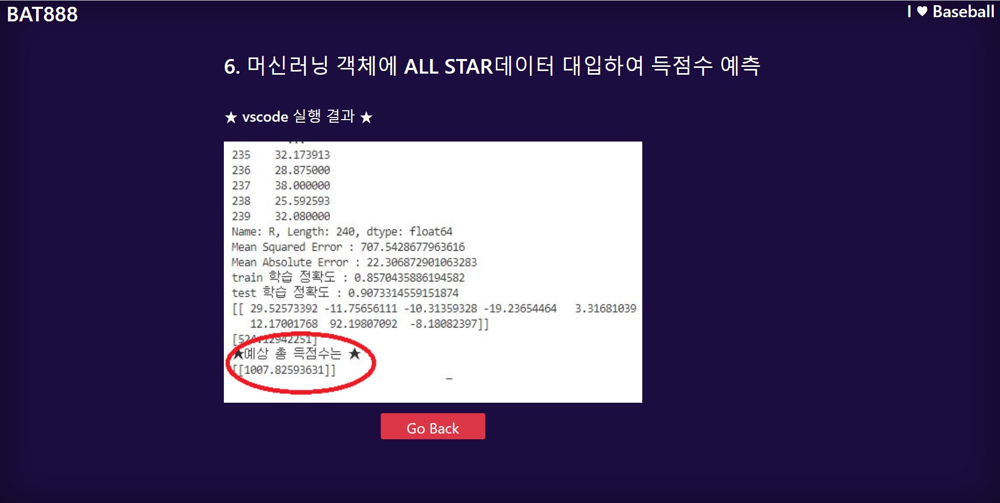 BAT888
I ♥ Baseball
6. 머신러닝 객체에 ALL STAR데이터 대입하여 득점수 예측
★ vscode 실행 결과 ★
...
235 32.173913
236 28.875000
237 38.000000
238 25.592593
239 32.080000
Name: R, Length: 240, dtype: float64
Mean Squared Error : 707.5428677963616
Mean Absolute Error : 22.306872901063283
train 학습 정확도 : 0.8570435886194582
test 학습 정확도 : 0.9073314559151874
[[ 29.52573392 -11.75656111 -10.31359328 -19.23654464 3.31681039
12.17001768 92.19807092 -8.18082397]]
[524.12942251]
★예상 총 득점수는 ★
[[1007.82593631]]
Go Back